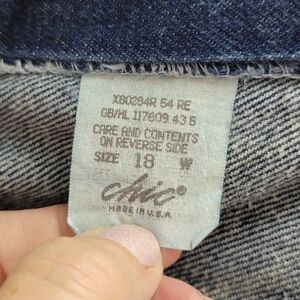 X80284R 54 RE
GB/HL 117609 43 5
CARE AND CONTENTS
ON REVERSE SIDE
SIZE 18 W
chic®
MADE IN U.S.A.